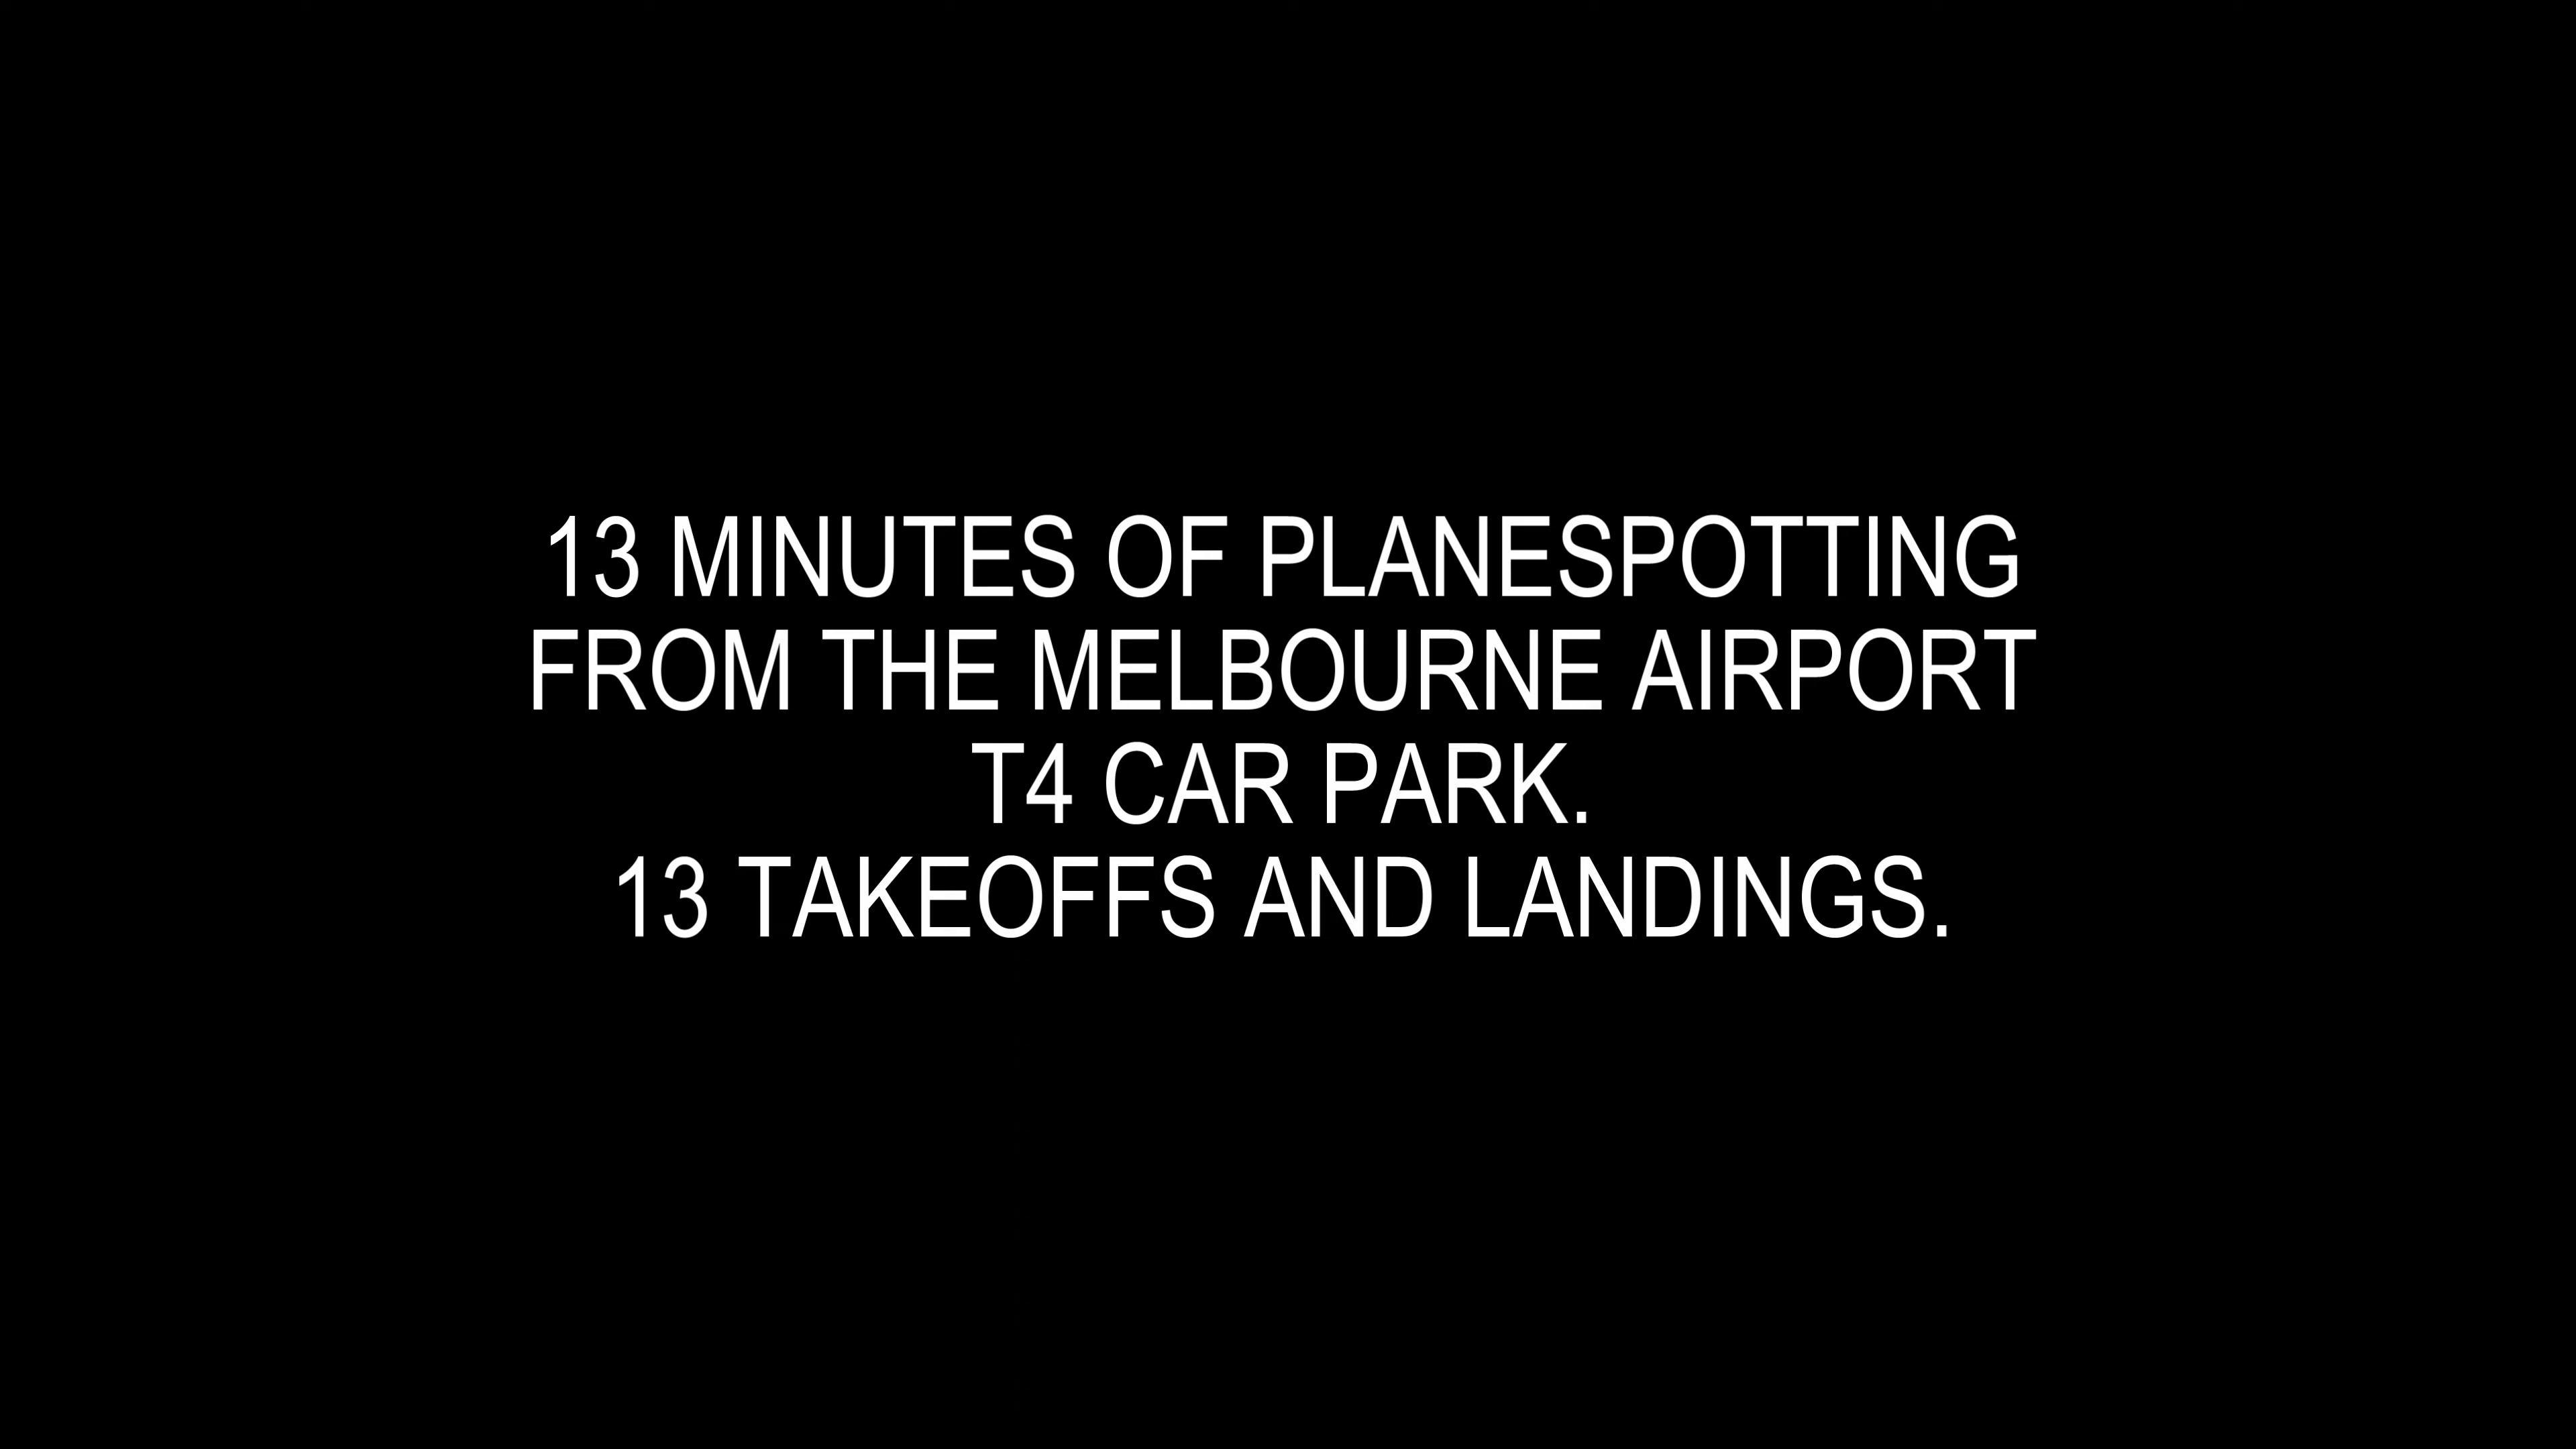 13 MINUTES OF PLANESPOTTING
FROM THE MELBOURNE AIRPORT
T4 CAR PARK.
13 TAKEOFFS AND LANDINGS.